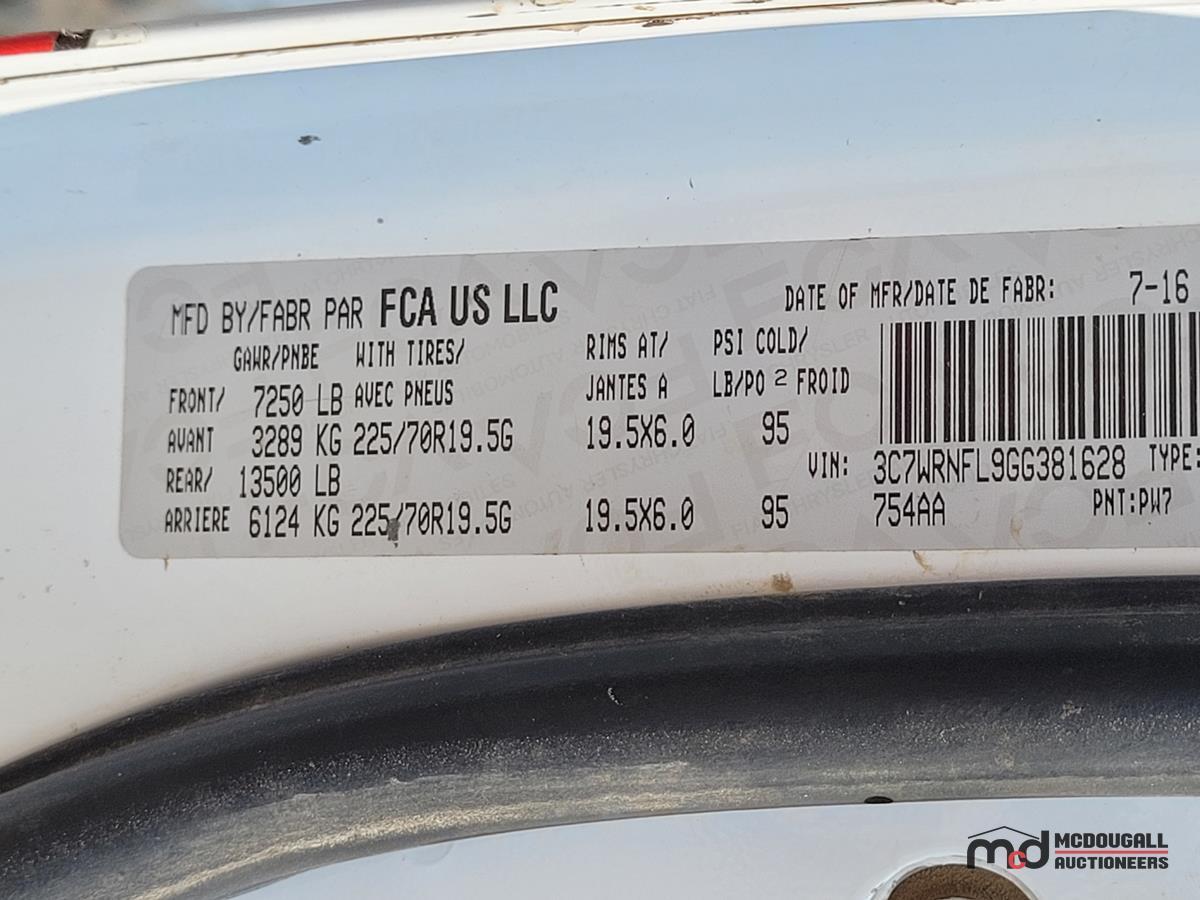 MFD BY/FABR PAR FCA US LLC
DATE OF MFR/DATE DE FABR: 7-16
GAWR/PNBE WITH TIRES/ RIMS AT/ PSI COLD/
FRONT/ 7250 LB AVEC PNEUS JANTES A LB/PO 2 FROID
AVANT 3289 KG 225/70R19.5G 19.5X6.0 95
REAR/ 13500 LB
VIN: 3C7WRNFL9GG381628 TYPE:
ARRIERE 6124 KG 225/70R19.5G 19.5X6.0 95 754AA PNT:PW7
mcd MCDOUGALL
AUCTIONEERS